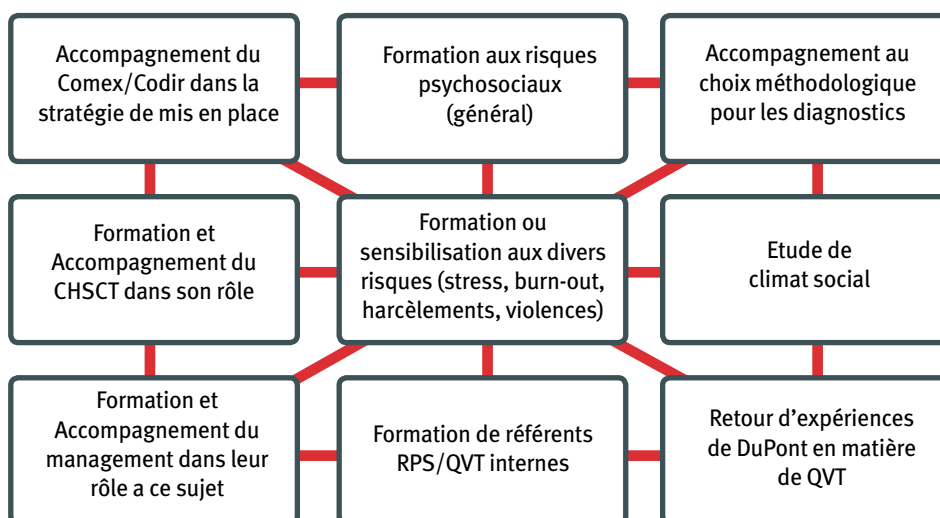 Accompagnement du
Comex/Codir dans la
stratégie de mis en place
Formation aux risques
psychosociaux
(général)
Accompagnement au
choix méthodologique
pour les diagnostics
Formation et
Accompagnement du
CHSCT dans son rôle
Formation ou
sensibilisation aux divers
risques (stress, burn-out,
harcèlements, violences)
Etude de
climat social
Formation et
Accompagnement du
management dans leur
rôle a ce sujet
Formation de référents
RPS/QVT internes
Retour d’expériences
de DuPont en matière
de QVT